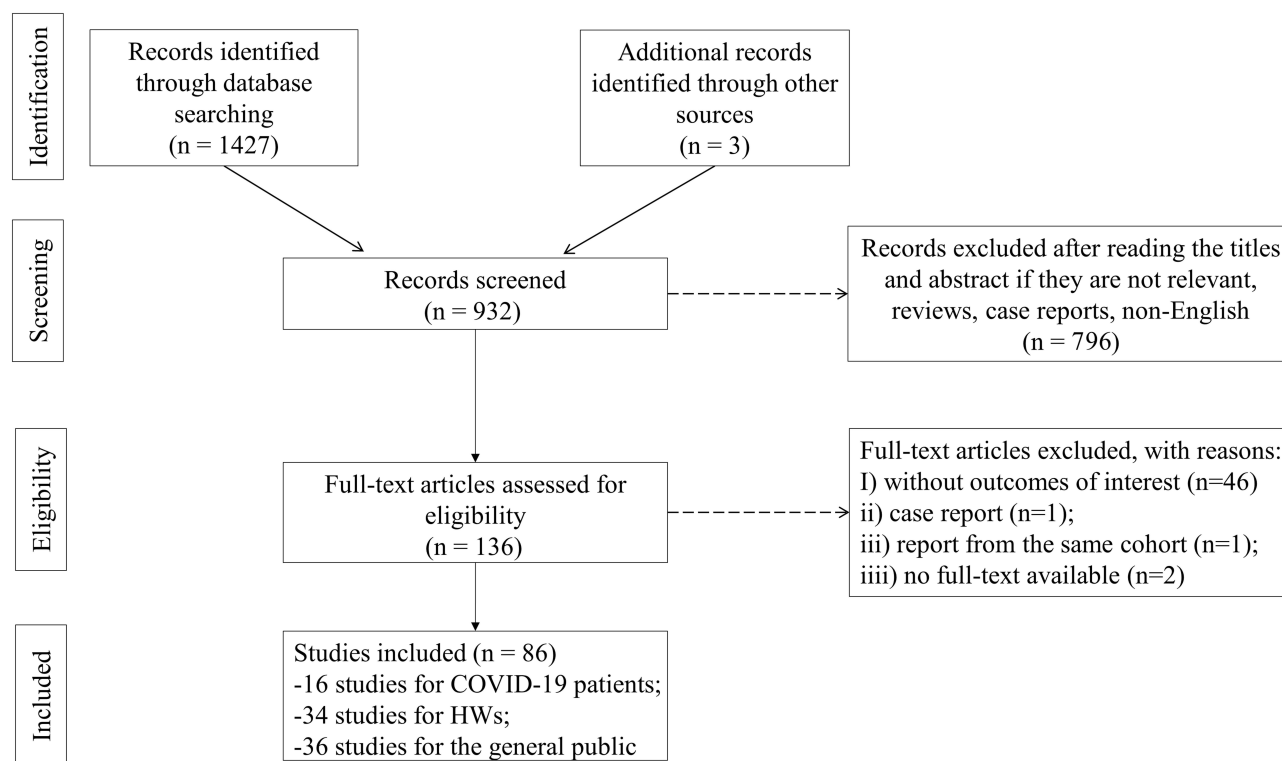 Identification
Records identified
through database
searching
(n = 1427)
Additional records
identified through other
sources
(n = 3)
Screening
Records screened
(n = 932)
Records excluded after reading the titles
and abstract if they are not relevant,
reviews, case reports, non-English
(n = 796)
Eligibility
Full-text articles assessed for
eligibility
(n = 136)
Full-text articles excluded, with reasons:
I) without outcomes of interest (n=46)
ii) case report (n=1);
iii) report from the same cohort (n=1);
iiii) no full-text available (n=2)
Included
Studies included (n = 86)
-16 studies for COVID-19 patients;
-34 studies for HWs;
-36 studies for the general public